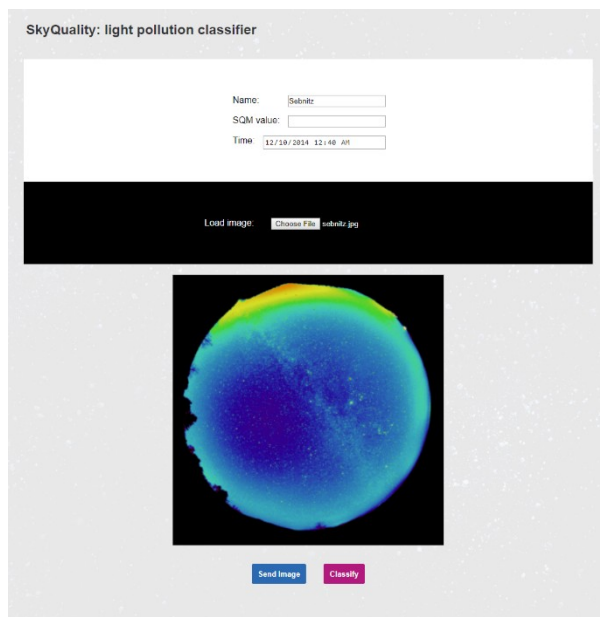 SkyQuality: light pollution classifier
Name: Sebnitz
SQM value:
Time: 12/10/2014 12:40 AM
Load image: Choose File sebnitz.jpg
Send Image Classify